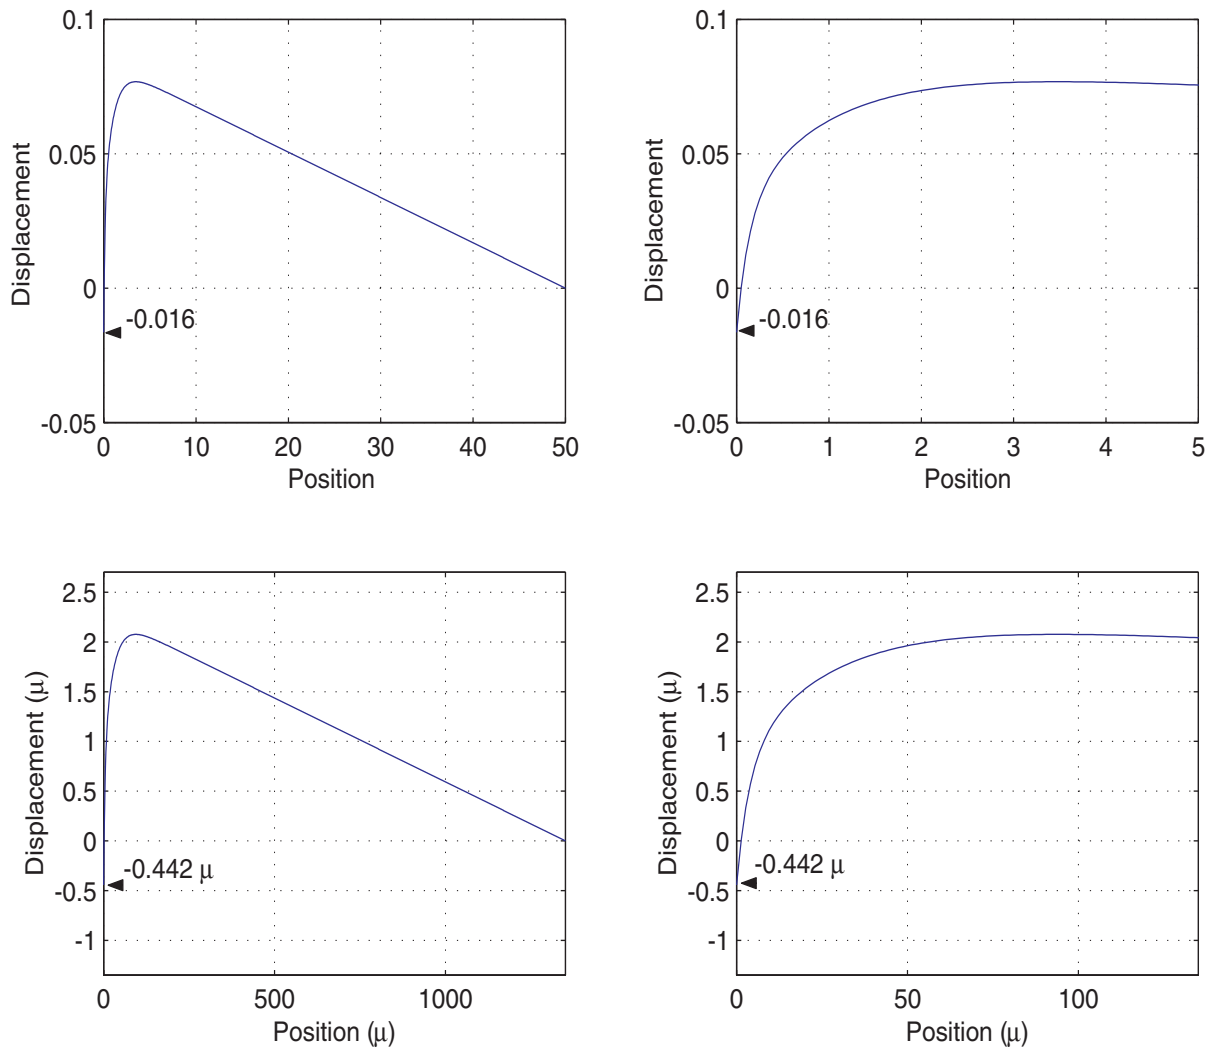 0.1
0.05
0
-0.05
Displacement
-0.016
0 10 20 30 40 50
Position
0.1
0.05
0
-0.05
Displacement
-0.016
0 1 2 3 4 5
Position
2.5
2
1.5
1
0.5
0
-0.5
-1
Displacement (μ)
-0.442 μ
0 500 1000
Position (μ)
2.5
2
1.5
1
0.5
0
-0.5
-1
Displacement (μ)
-0.442 μ
0 50 100
Position (μ)